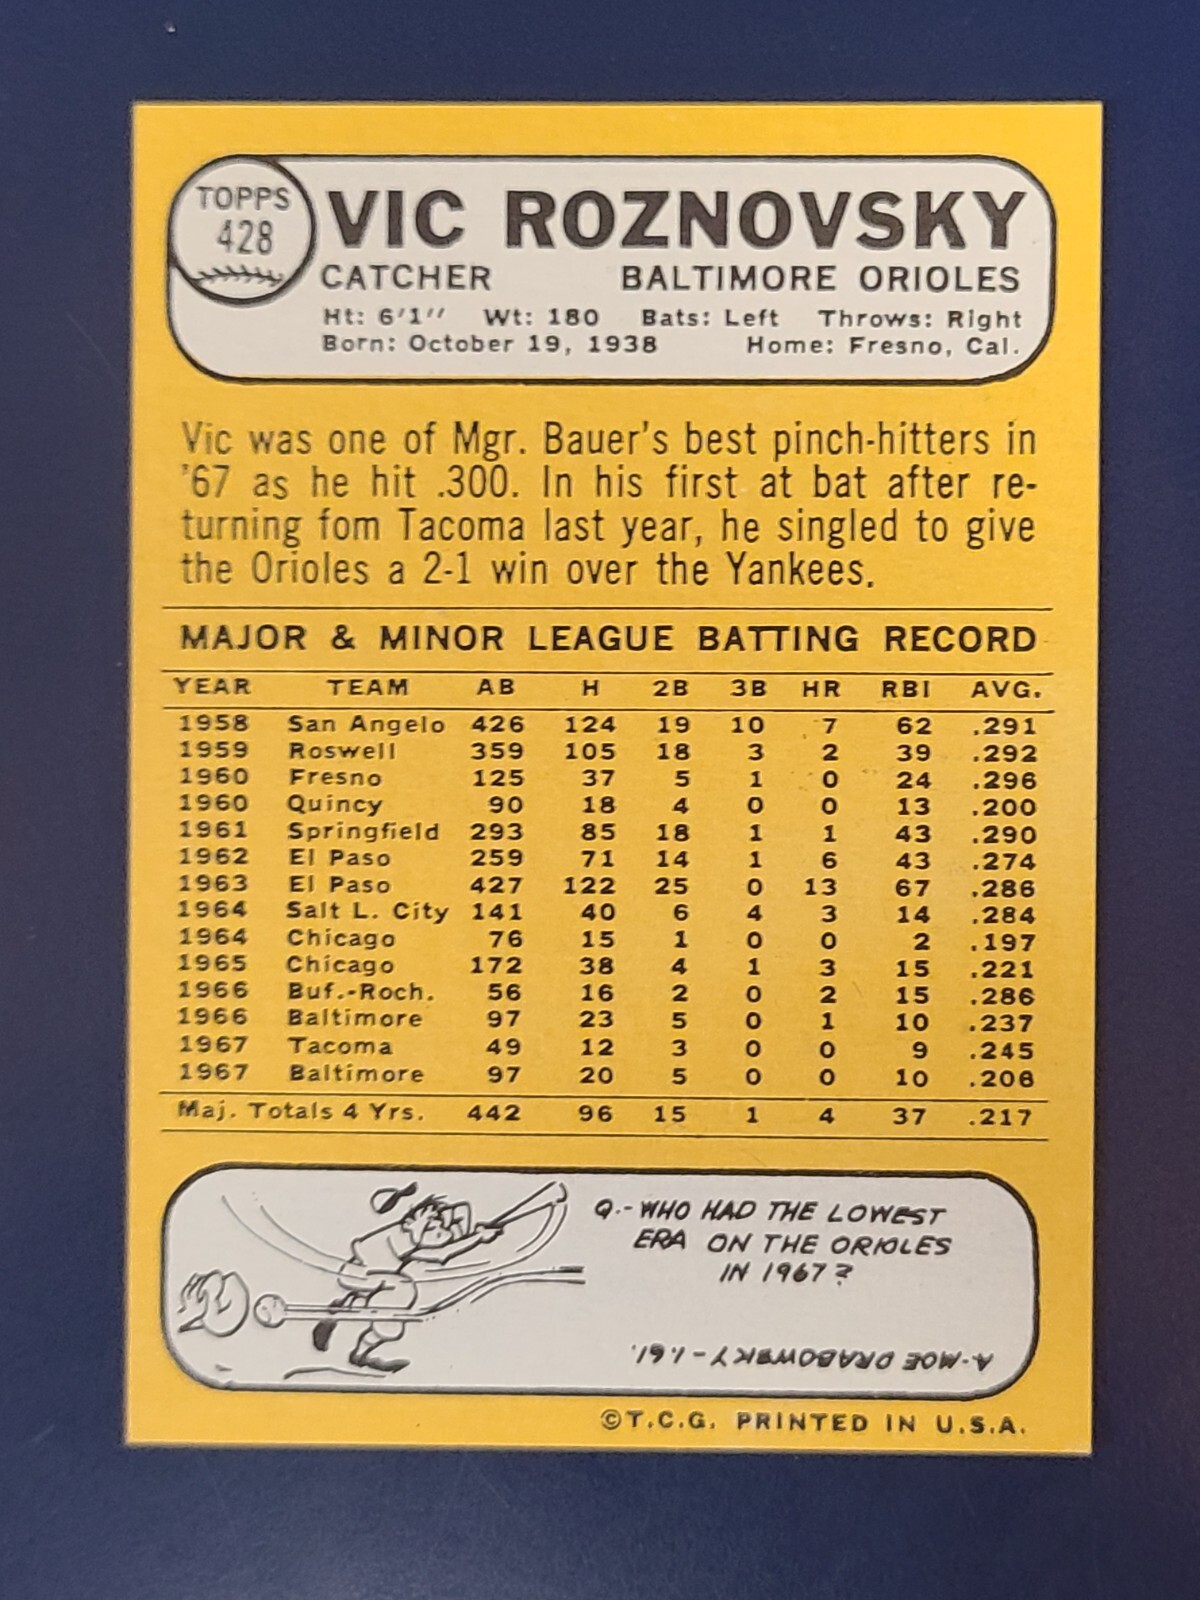 TOPPS
428
VIC ROZNOVSKY
CATCHER BALTIMORE ORIOLES
Ht: 6'1" Wt: 180 Bats: Left Throws: Right
Born: October 19, 1938 Home: Fresno, Cal.
Vic was one of Mgr. Bauer's best pinch-hitters in
'67 as he hit .300. In his first at bat after re-
turning fom Tacoma last year, he singled to give
the Orioles a 2-1 win over the Yankees.
MAJOR & MINOR LEAGUE BATTING RECORD
YEAR TEAM AB H 2B 3B HR RBI AVG.
1958 San Angelo 426 124 19 10 7 62 .291
1959 Roswell 359 105 18 3 2 39 .292
1960 Fresno 125 37 5 1 0 24 .296
1960 Quincy 90 18 4 0 0 13 .200
1961 Springfield 293 85 18 1 1 43 .290
1962 El Paso 259 71 14 1 6 43 .274
1963 El Paso 427 122 25 0 13 67 .286
1964 Salt L. City 141 40 6 4 3 14 .284
1964 Chicago 76 15 1 0 0 2 .197
1965 Chicago 172 38 4 1 3 15 .221
1966 Buf.-Roch. 56 16 2 0 2 15 .286
1966 Baltimore 97 23 5 0 1 10 .237
1967 Tacoma 49 12 3 0 0 9 .245
1967 Baltimore 97 20 5 0 0 10 .206
Maj. Totals 4 Yrs. 442 96 15 1 4 37 .217
Q.-WHO HAD THE LOWEST
ERA ON THE ORIOLES
IN 1967?
A-MOE DRABOWSKY-1.61.
©T.C.G. PRINTED IN U.S.A.